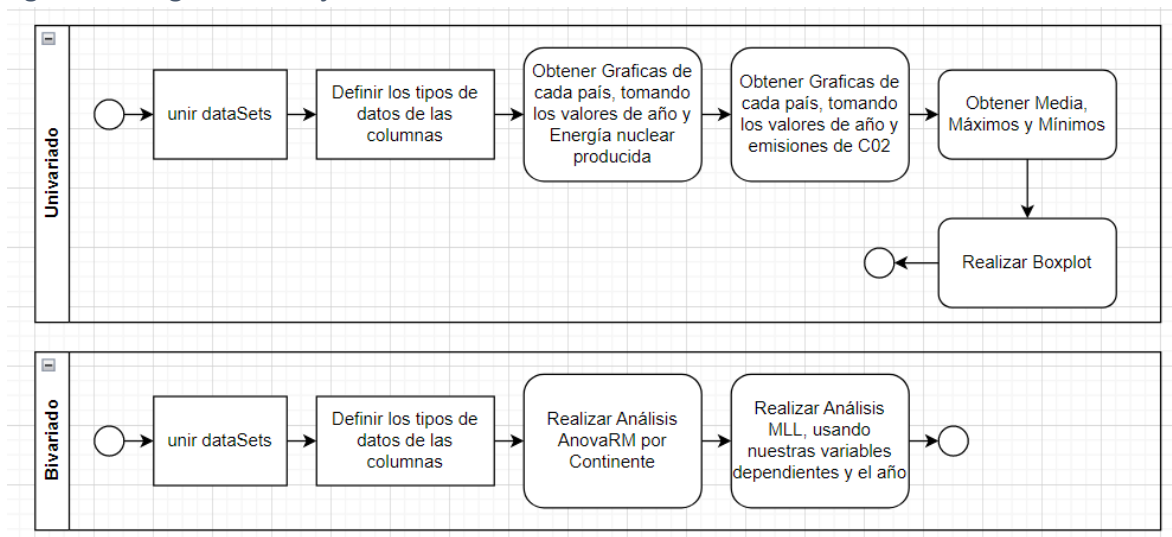 Univariado
unir dataSets
Definir los tipos de
datos de las
columnas
Obtener Graficas de
cada país, tomando
los valores de año y
Energía nuclear
producida
Obtener Graficas de
cada país, tomando
los valores de año y
emisiones de C02
Obtener Media,
Máximos y Mínimos
Realizar Boxplot
Bivariado
unir dataSets
Definir los tipos de
datos de las
columnas
Realizar Análisis
AnovaRM por
Continente
Realizar Análisis
MLL, usando
nuestras variables
dependientes y el año